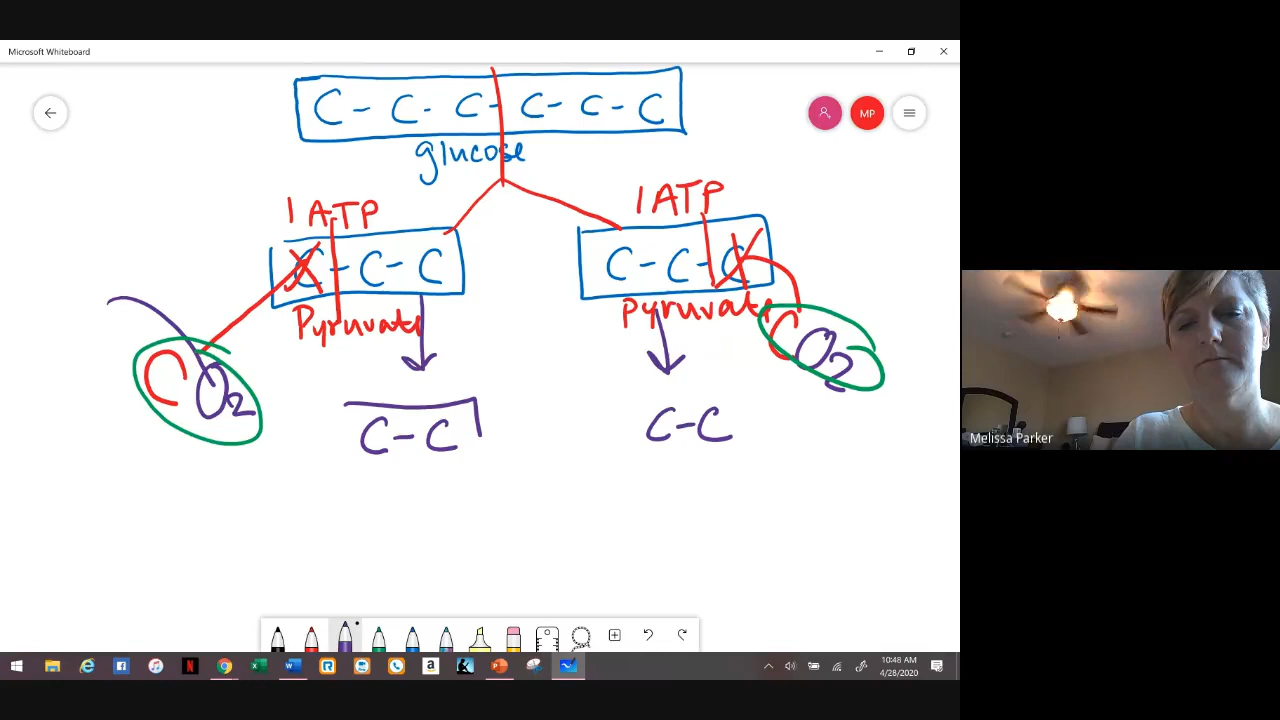 Microsoft Whiteboard
C - C - C - C - C - C
MP
glucose
1 ATP
1 ATP
C - C - C
C - C - C
Pyruvate
Pyruvate
CO2
CO2
C - C
C - C
Melissa Parker
10:48 AM
4/28/2020